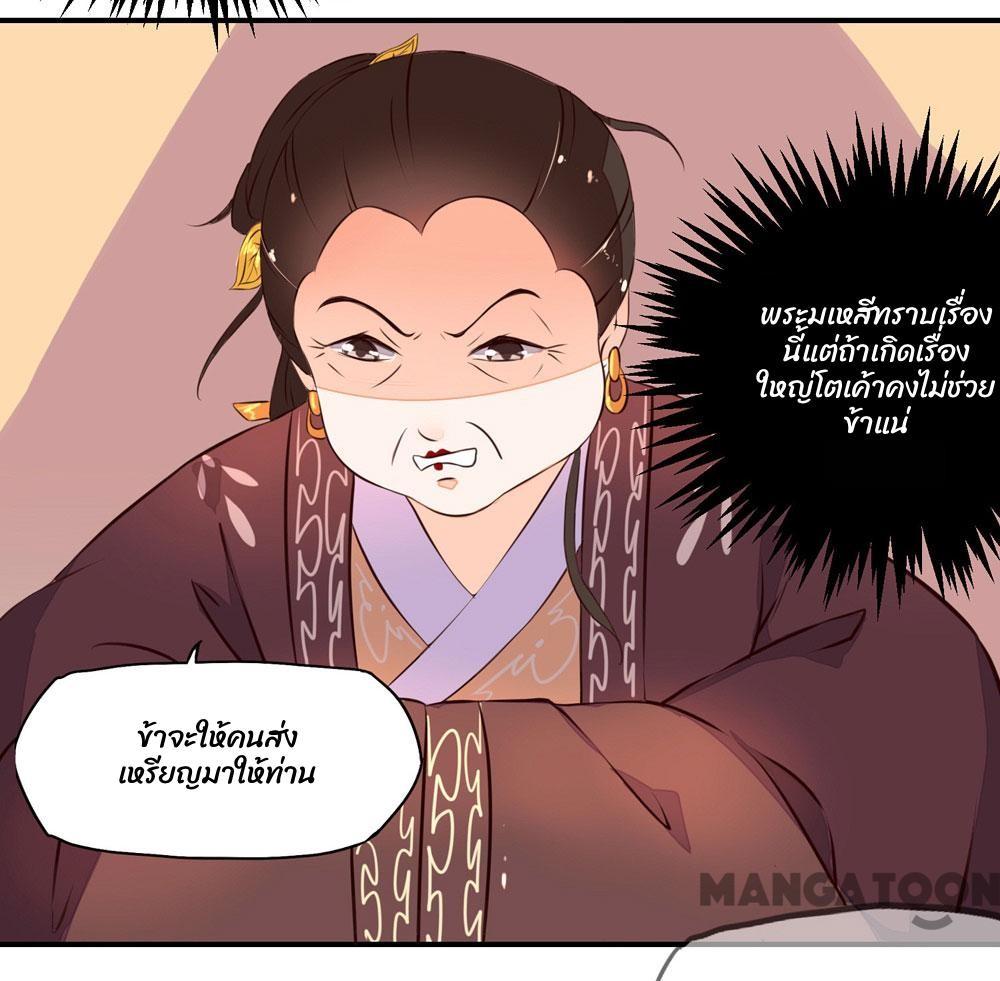 พระมเหสีทราบเรื่อง
นี้แต่ถ้าเกิดเรื่อง
ใหญ่โตเค้าคงไม่ช่วย
ข้าแน่
ข้าจะให้คนส่ง
เหรียญมาให้ท่าน
MANGATOON